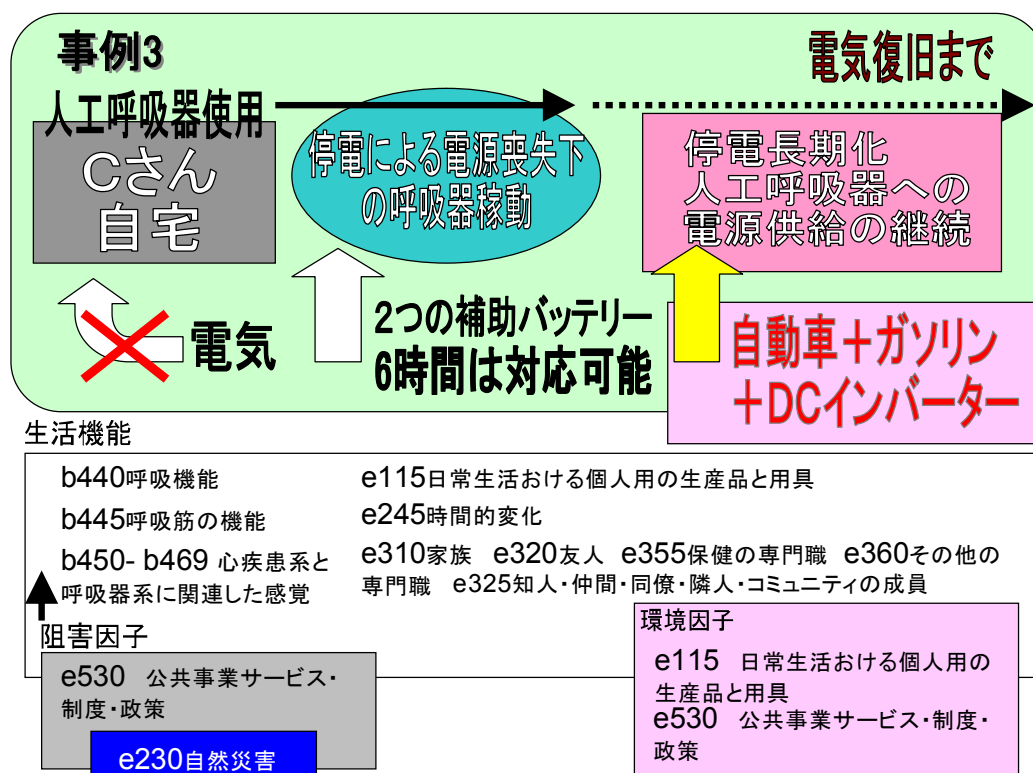 事例3
電気復旧まで
人工呼吸器使用
Cさん
自宅
停電による電源喪失下
の呼吸器稼動
停電長期化
人工呼吸器への
電源供給の継続
電気
2つの補助バッテリー
6時間は対応可能
自動車＋ガソリン
＋DCインバーター
生活機能
b440呼吸機能
b445呼吸筋の機能
b450- b469 心疾患系と
呼吸器系に関連した感覚
e115日常生活おける個人用の生産品と用具
e245時間的変化
e310家族 e320友人 e355保健の専門職 e360その他の
専門職 e325知人・仲間・同僚・隣人・コミュニティの成員
阻害因子
e530 公共事業サービス・
制度・政策
e230自然災害
環境因子
e115 日常生活おける個人用の
生産品と用具
e530 公共事業サービス・制度・
政策